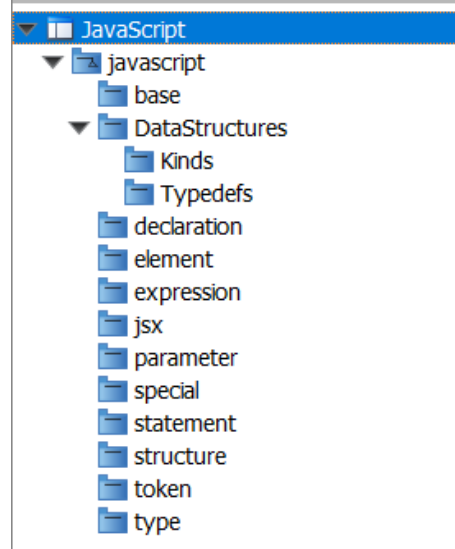 JavaScript
javascript
base
DataStructures
Kinds
Typedefs
declaration
element
expression
jsx
parameter
special
statement
structure
token
type